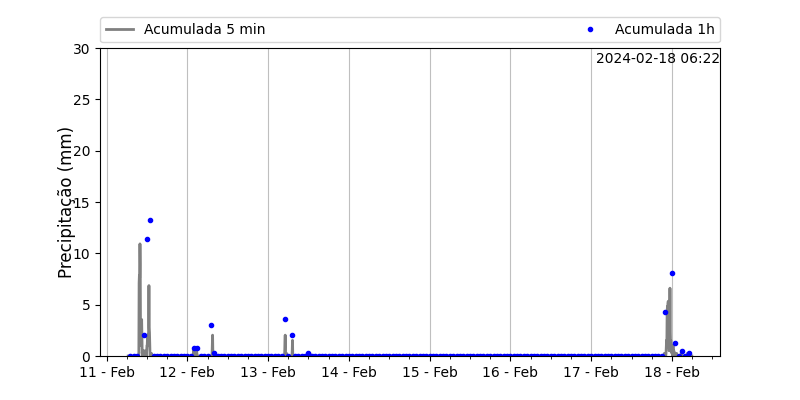 Acumulada 5 min
Acumulada 1h
2024-02-18 06:22
Precipitação (mm)
30
25
20
15
10
5
0
11 - Feb
12 - Feb
13 - Feb
14 - Feb
15 - Feb
16 - Feb
17 - Feb
18 - Feb